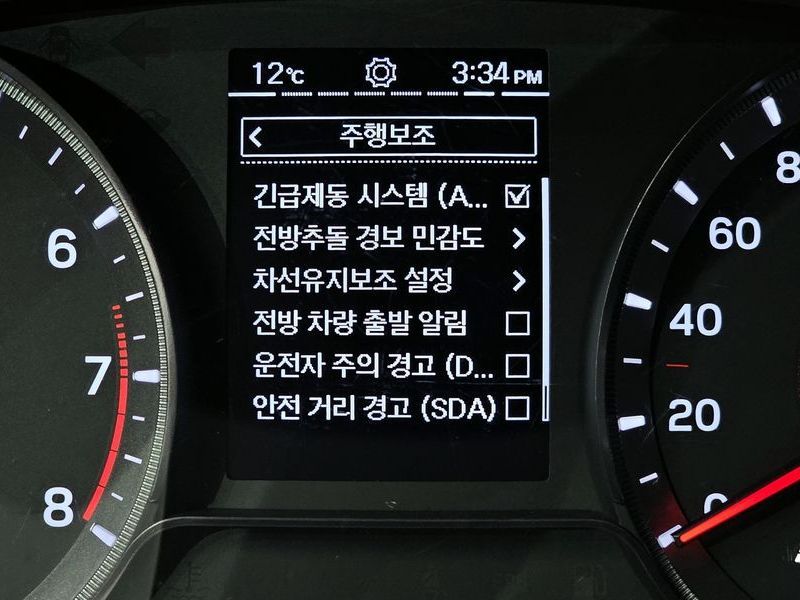 12℃ 3:34 PM
< 주행보조
긴급제동 시스템 (A...
전방추돌 경보 민감도 >
차선유지보조 설정 >
전방 차량 출발 알림
운전자 주의 경고 (D...
안전 거리 경고 (SDA)
6
7
8
8
60
40
20
0